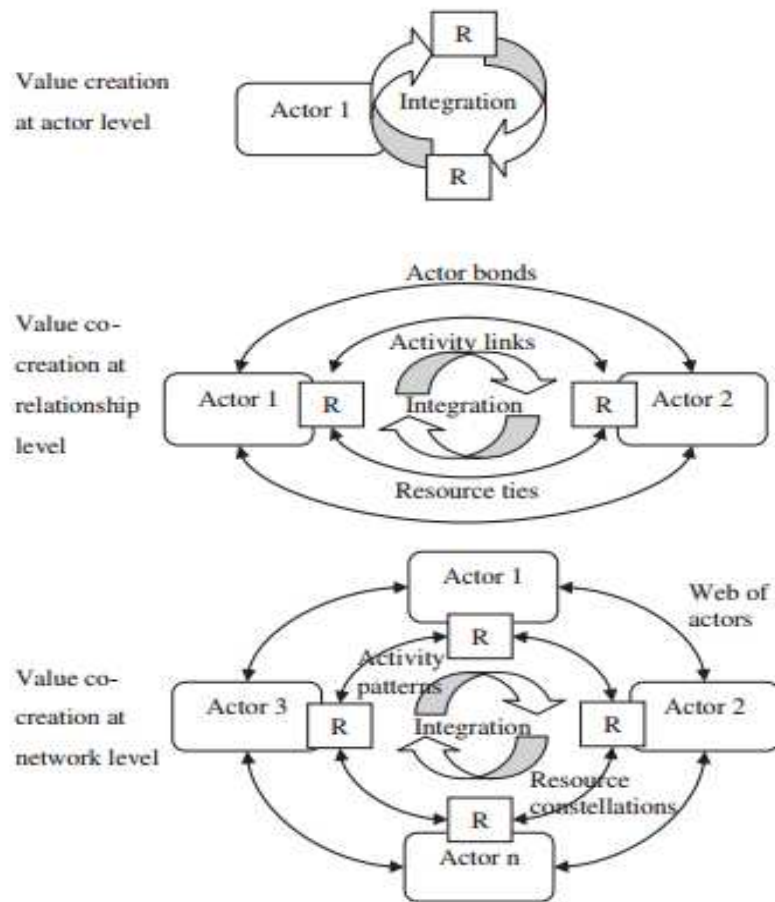 Value creation
at actor level
Actor 1
R
Integration
R
Value co-
creation at
relationship
level
Actor bonds
Activity links
Actor 1
R
Integration
R
Actor 2
Resource ties
Value co-
creation at
network level
Actor 1
R
Web of
actors
Activity
patterns
Actor 3
R
Integration
R
Actor 2
Resource
constellations
R
Actor n